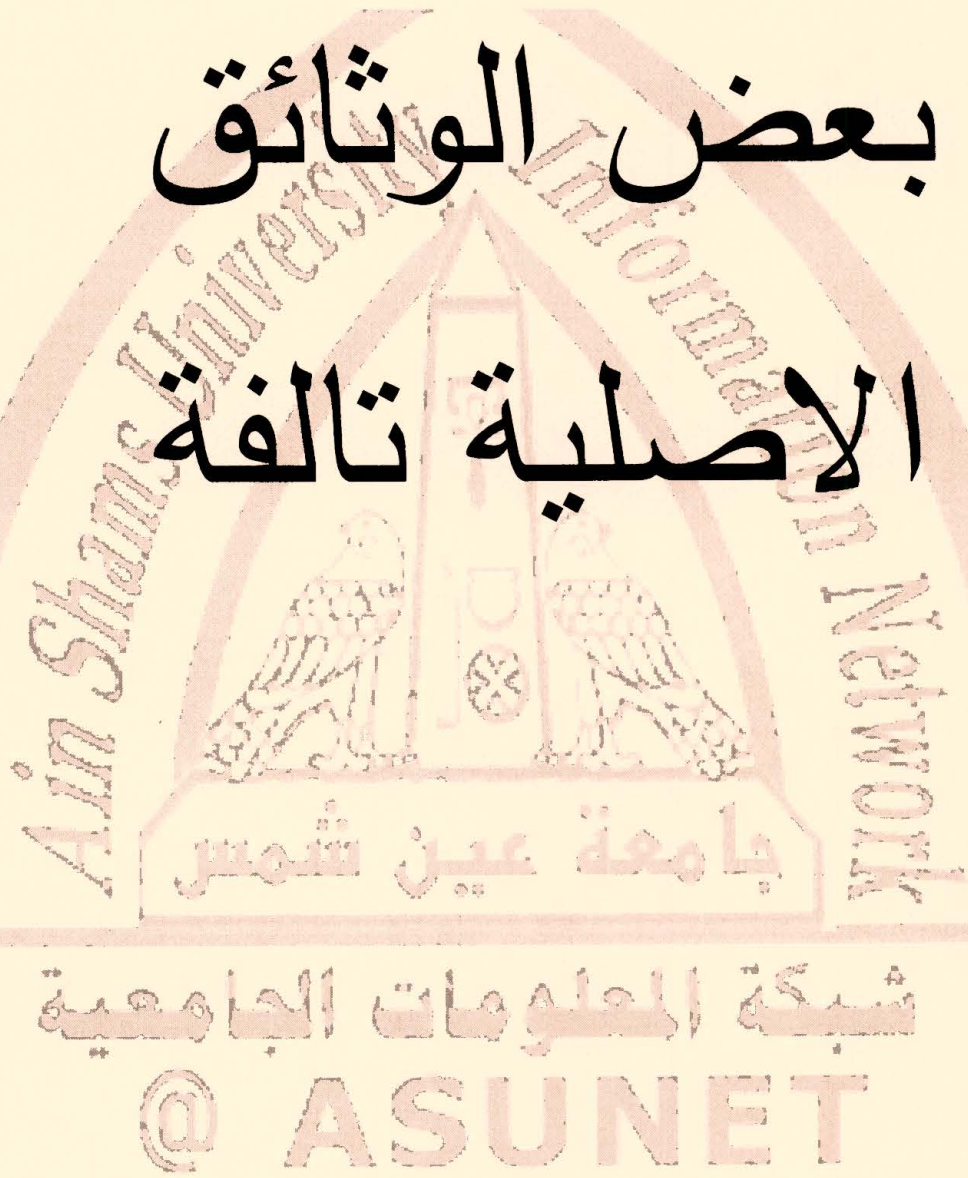 بعض الوثائق
الاصلية تالفة
Ain Shams University Information Network
جامعة عين شمس
شبكة المعلومات الجامعية
@ ASUNET